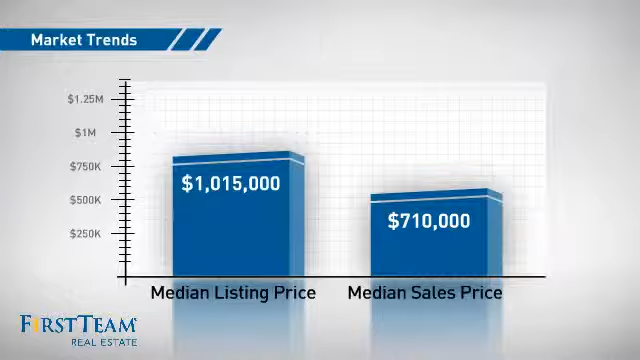 Market Trends
$1.25M
$1M
$750K
$500K
$250K
$1,015,000
$710,000
Median Listing Price
Median Sales Price
FIRSTTEAM®
REAL ESTATE